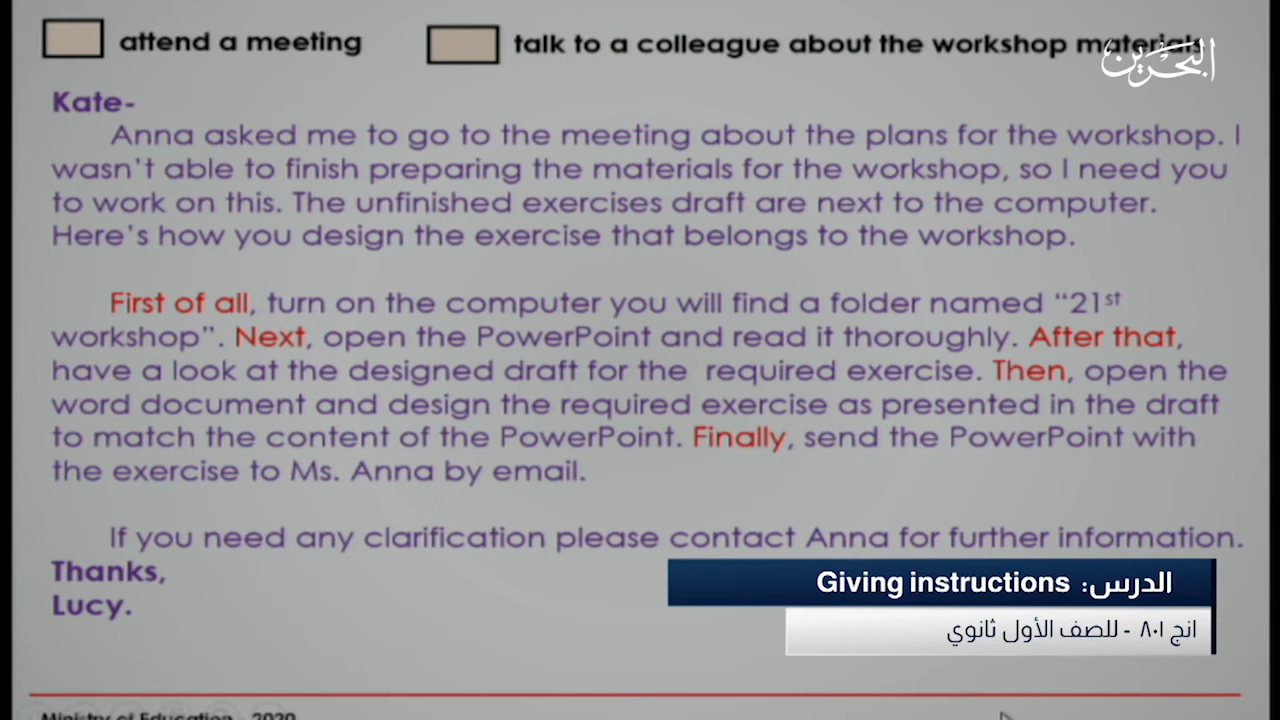 attend a meeting
talk to a colleague about the workshop materials
البحرين
Kate-
Anna asked me to go to the meeting about the plans for the workshop. I
wasn't able to finish preparing the materials for the workshop, so I need you
to work on this. The unfinished exercises draft are next to the computer.
Here's how you design the exercise that belongs to the workshop.
First of all, turn on the computer you will find a folder named “21st
workshop”. Next, open the PowerPoint and read it thoroughly. After that,
have a look at the designed draft for the required exercise. Then, open the
word document and design the required exercise as presented in the draft
to match the content of the PowerPoint. Finally, send the PowerPoint with
the exercise to Ms. Anna by email.
If you need any clarification please contact Anna for further information.
Thanks,
Lucy.
الدرس: Giving instructions
انج ٨٠١ - للصف الأول ثانوي
Ministry of Education - 2020